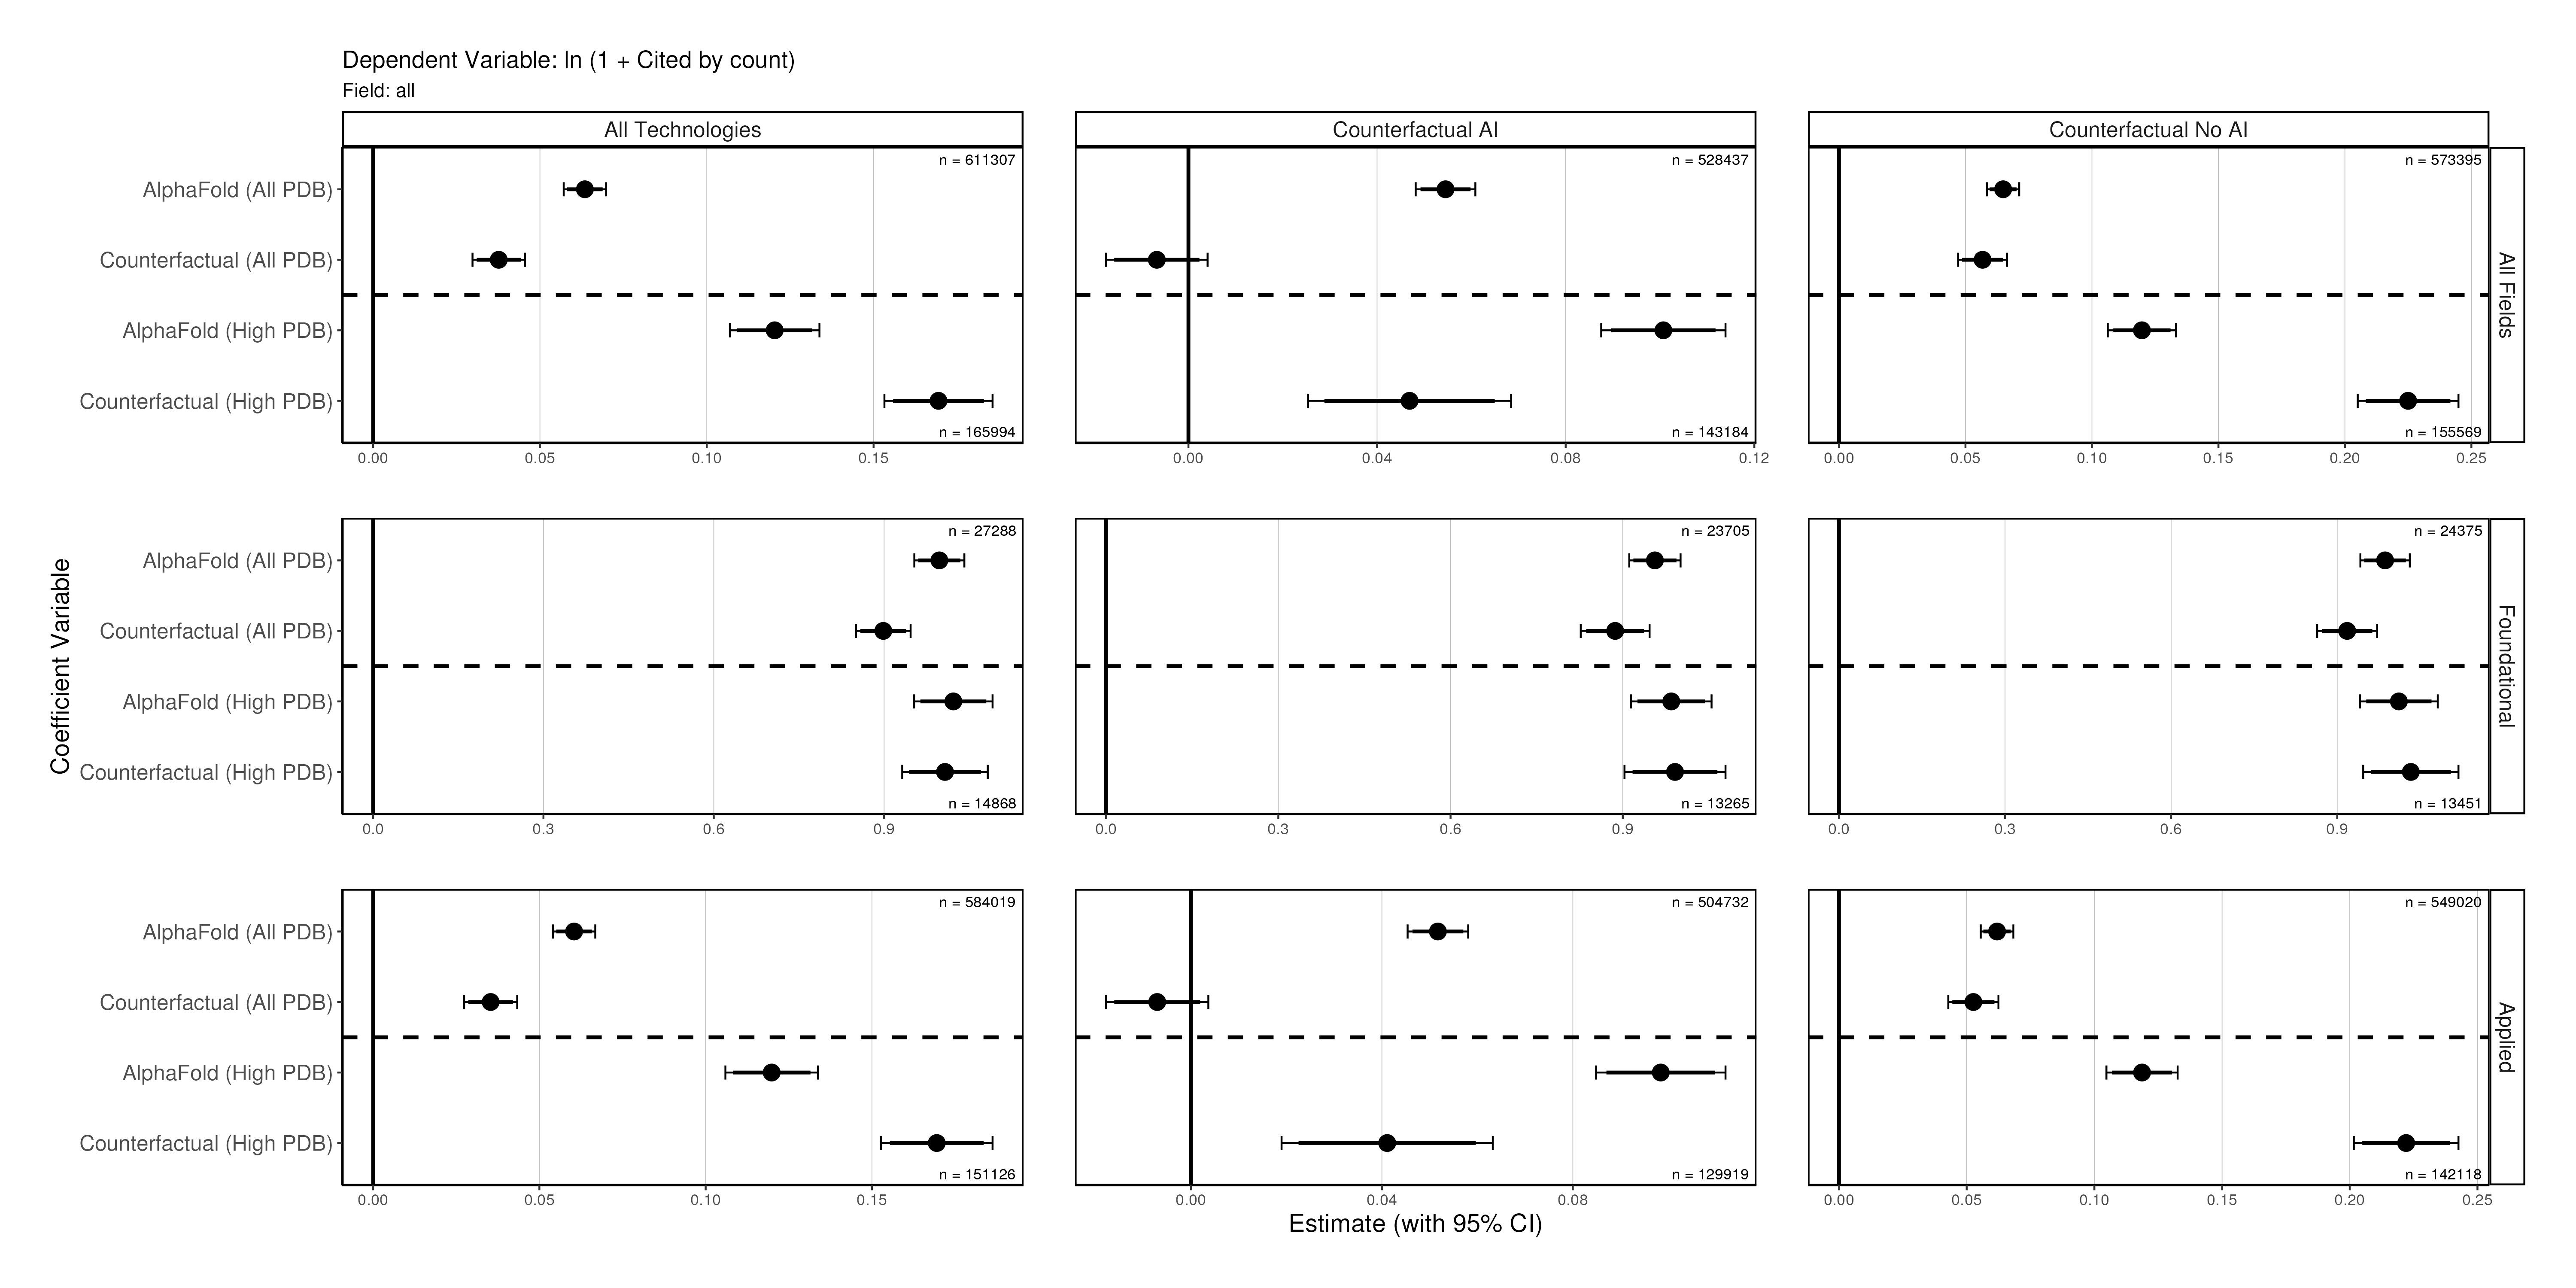 Dependent Variable: ln (1 + Cited by count)
Field: all
All Technologies
Counterfactual AI
Counterfactual No AI
AlphaFold (All PDB)
Counterfactual (All PDB)
AlphaFold (High PDB)
Counterfactual (High PDB)
n = 611307
n = 165994
0.00 0.05 0.10 0.15
n = 528437
n = 143184
0.00 0.04 0.08 0.12
n = 573395
n = 155569
0.00 0.05 0.10 0.15 0.20 0.25
All Fields
Coefficient Variable
AlphaFold (All PDB)
Counterfactual (All PDB)
AlphaFold (High PDB)
Counterfactual (High PDB)
n = 27288
n = 14868
0.0 0.3 0.6 0.9
n = 23705
n = 13265
0.0 0.3 0.6 0.9
n = 24375
n = 13451
0.0 0.3 0.6 0.9
Foundational
AlphaFold (All PDB)
Counterfactual (All PDB)
AlphaFold (High PDB)
Counterfactual (High PDB)
n = 584019
n = 151126
0.00 0.05 0.10 0.15
n = 504732
n = 129919
0.00 0.04 0.08
n = 549020
n = 142118
0.00 0.05 0.10 0.15 0.20 0.25
Applied
Estimate (with 95% CI)